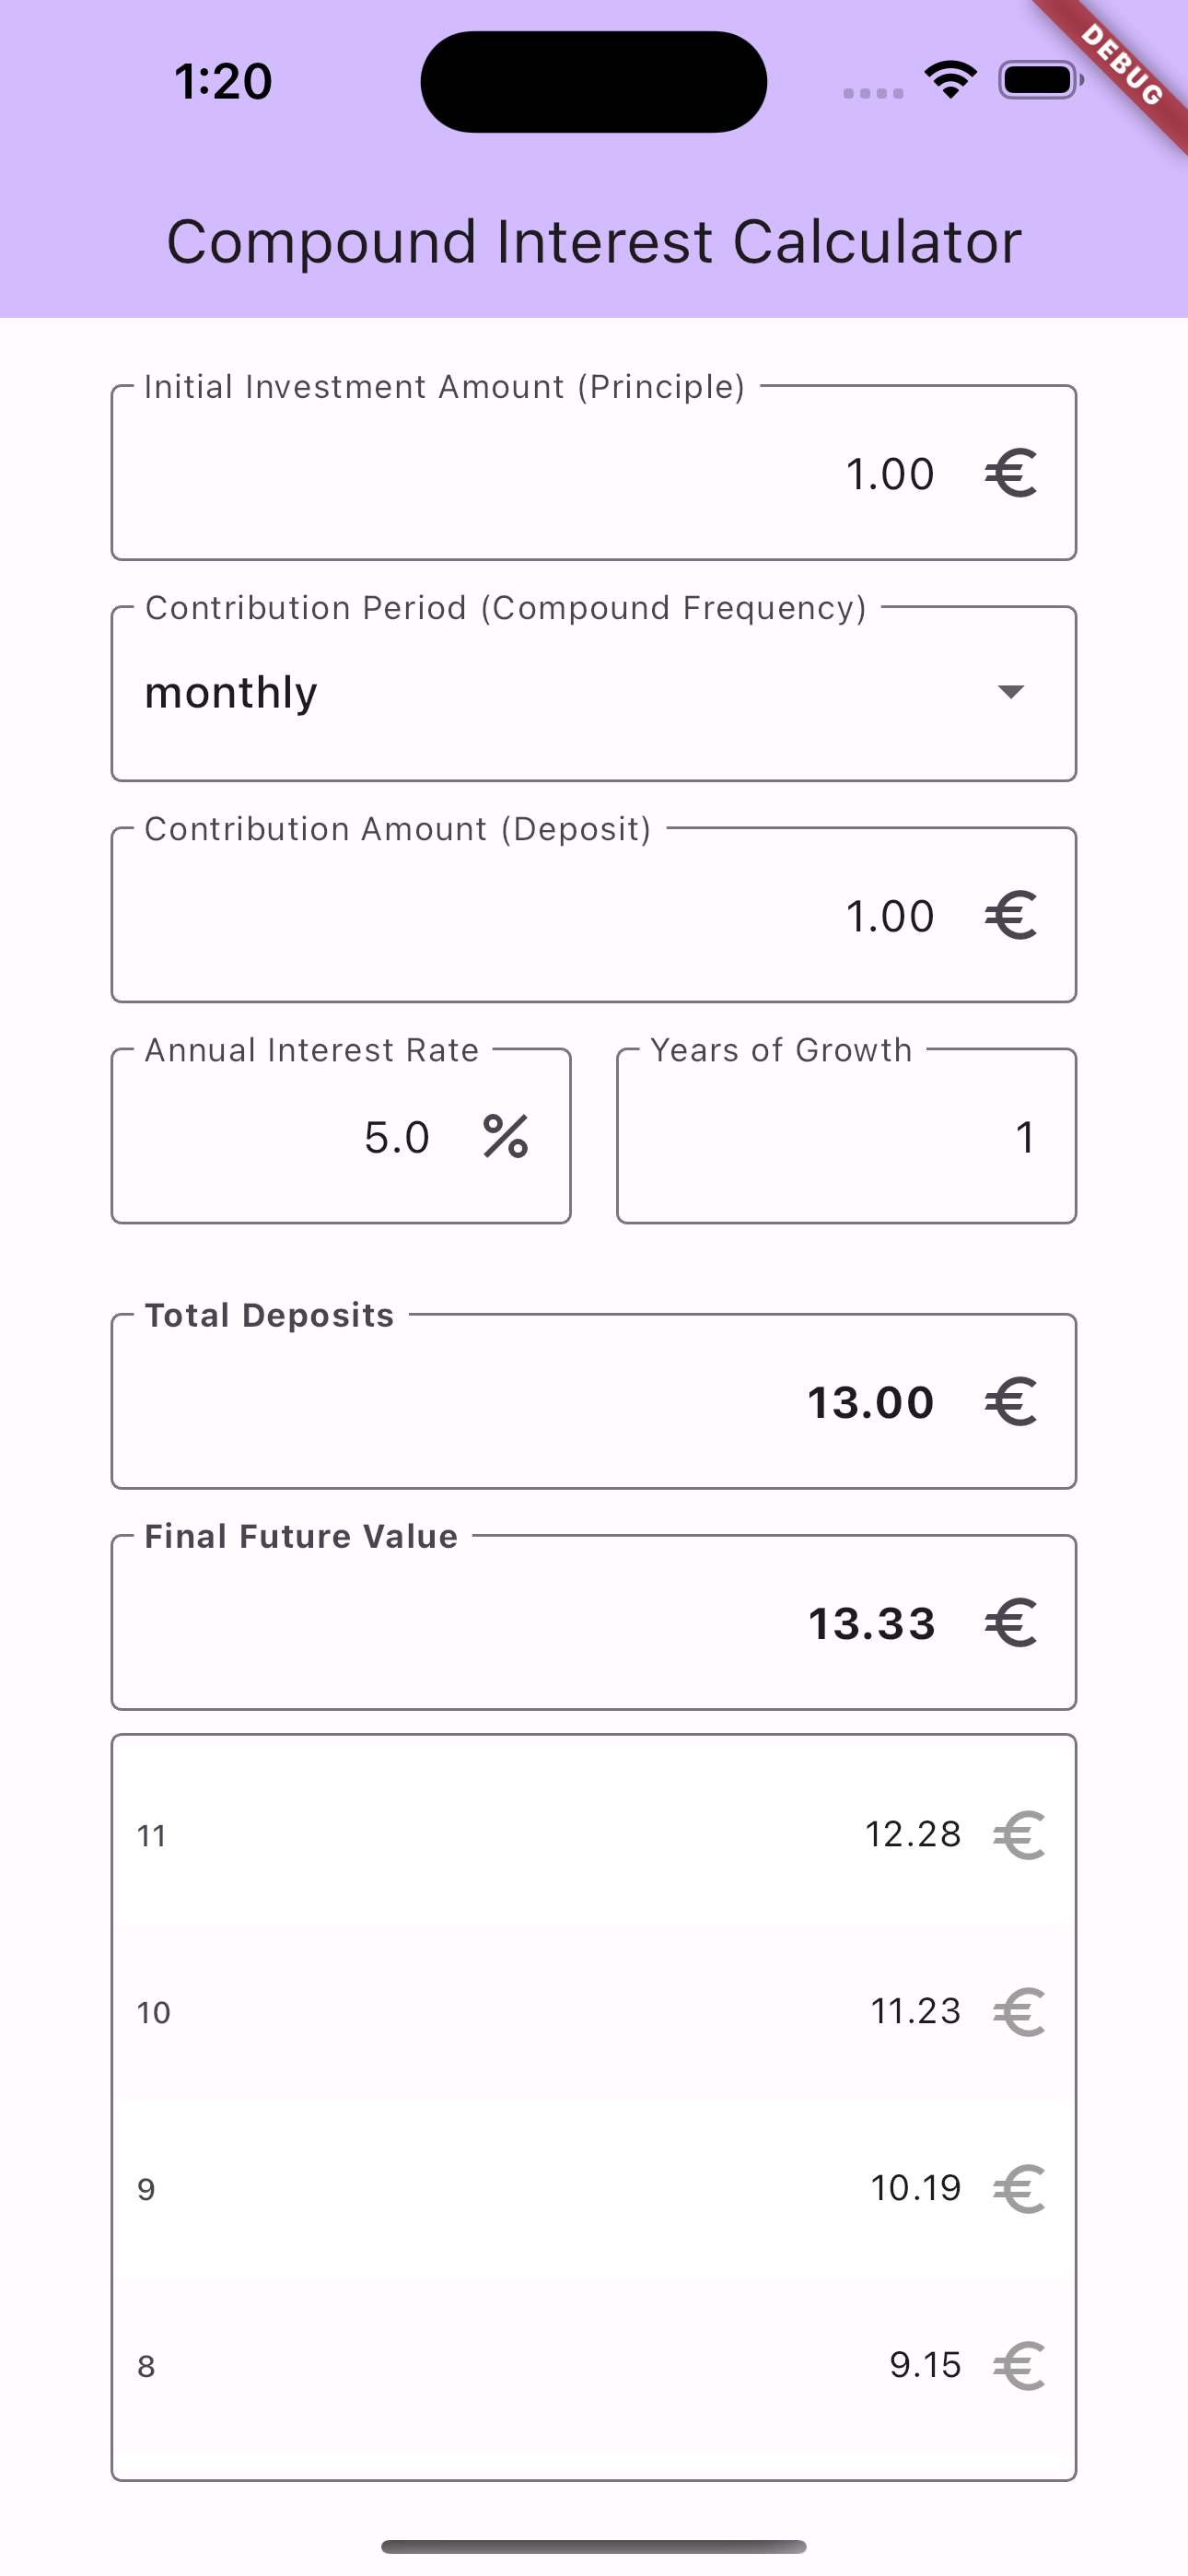 1:20
DEBUG
Compound Interest Calculator
Initial Investment Amount (Principle)
1.00 €
Contribution Period (Compound Frequency)
monthly
Contribution Amount (Deposit)
1.00 €
Annual Interest Rate
5.0 %
Years of Growth
1
Total Deposits
13.00 €
Final Future Value
13.33 €
11 12.28 €
10 11.23 €
9 10.19 €
8 9.15 €